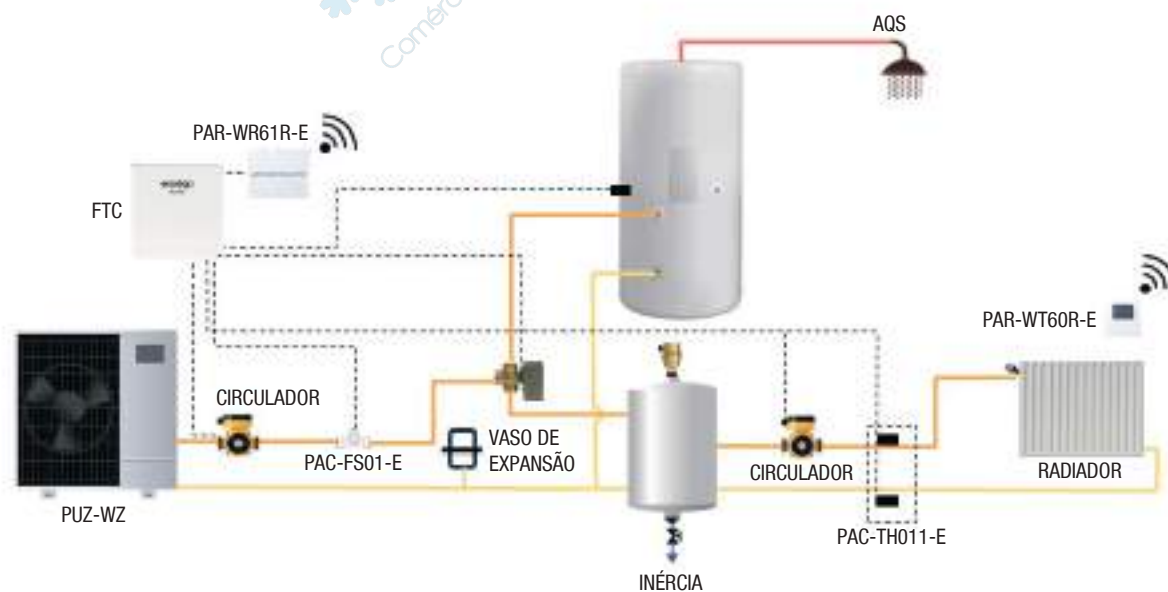 Comérc
AQS
PAR-WR61R-E
FTC
PAR-WT60R-E
CIRCULADOR
VASO DE
EXPANSÃO
PAC-FS01-E
CIRCULADOR
RADIADOR
PUZ-WZ
PAC-TH011-E
INÉRCIA